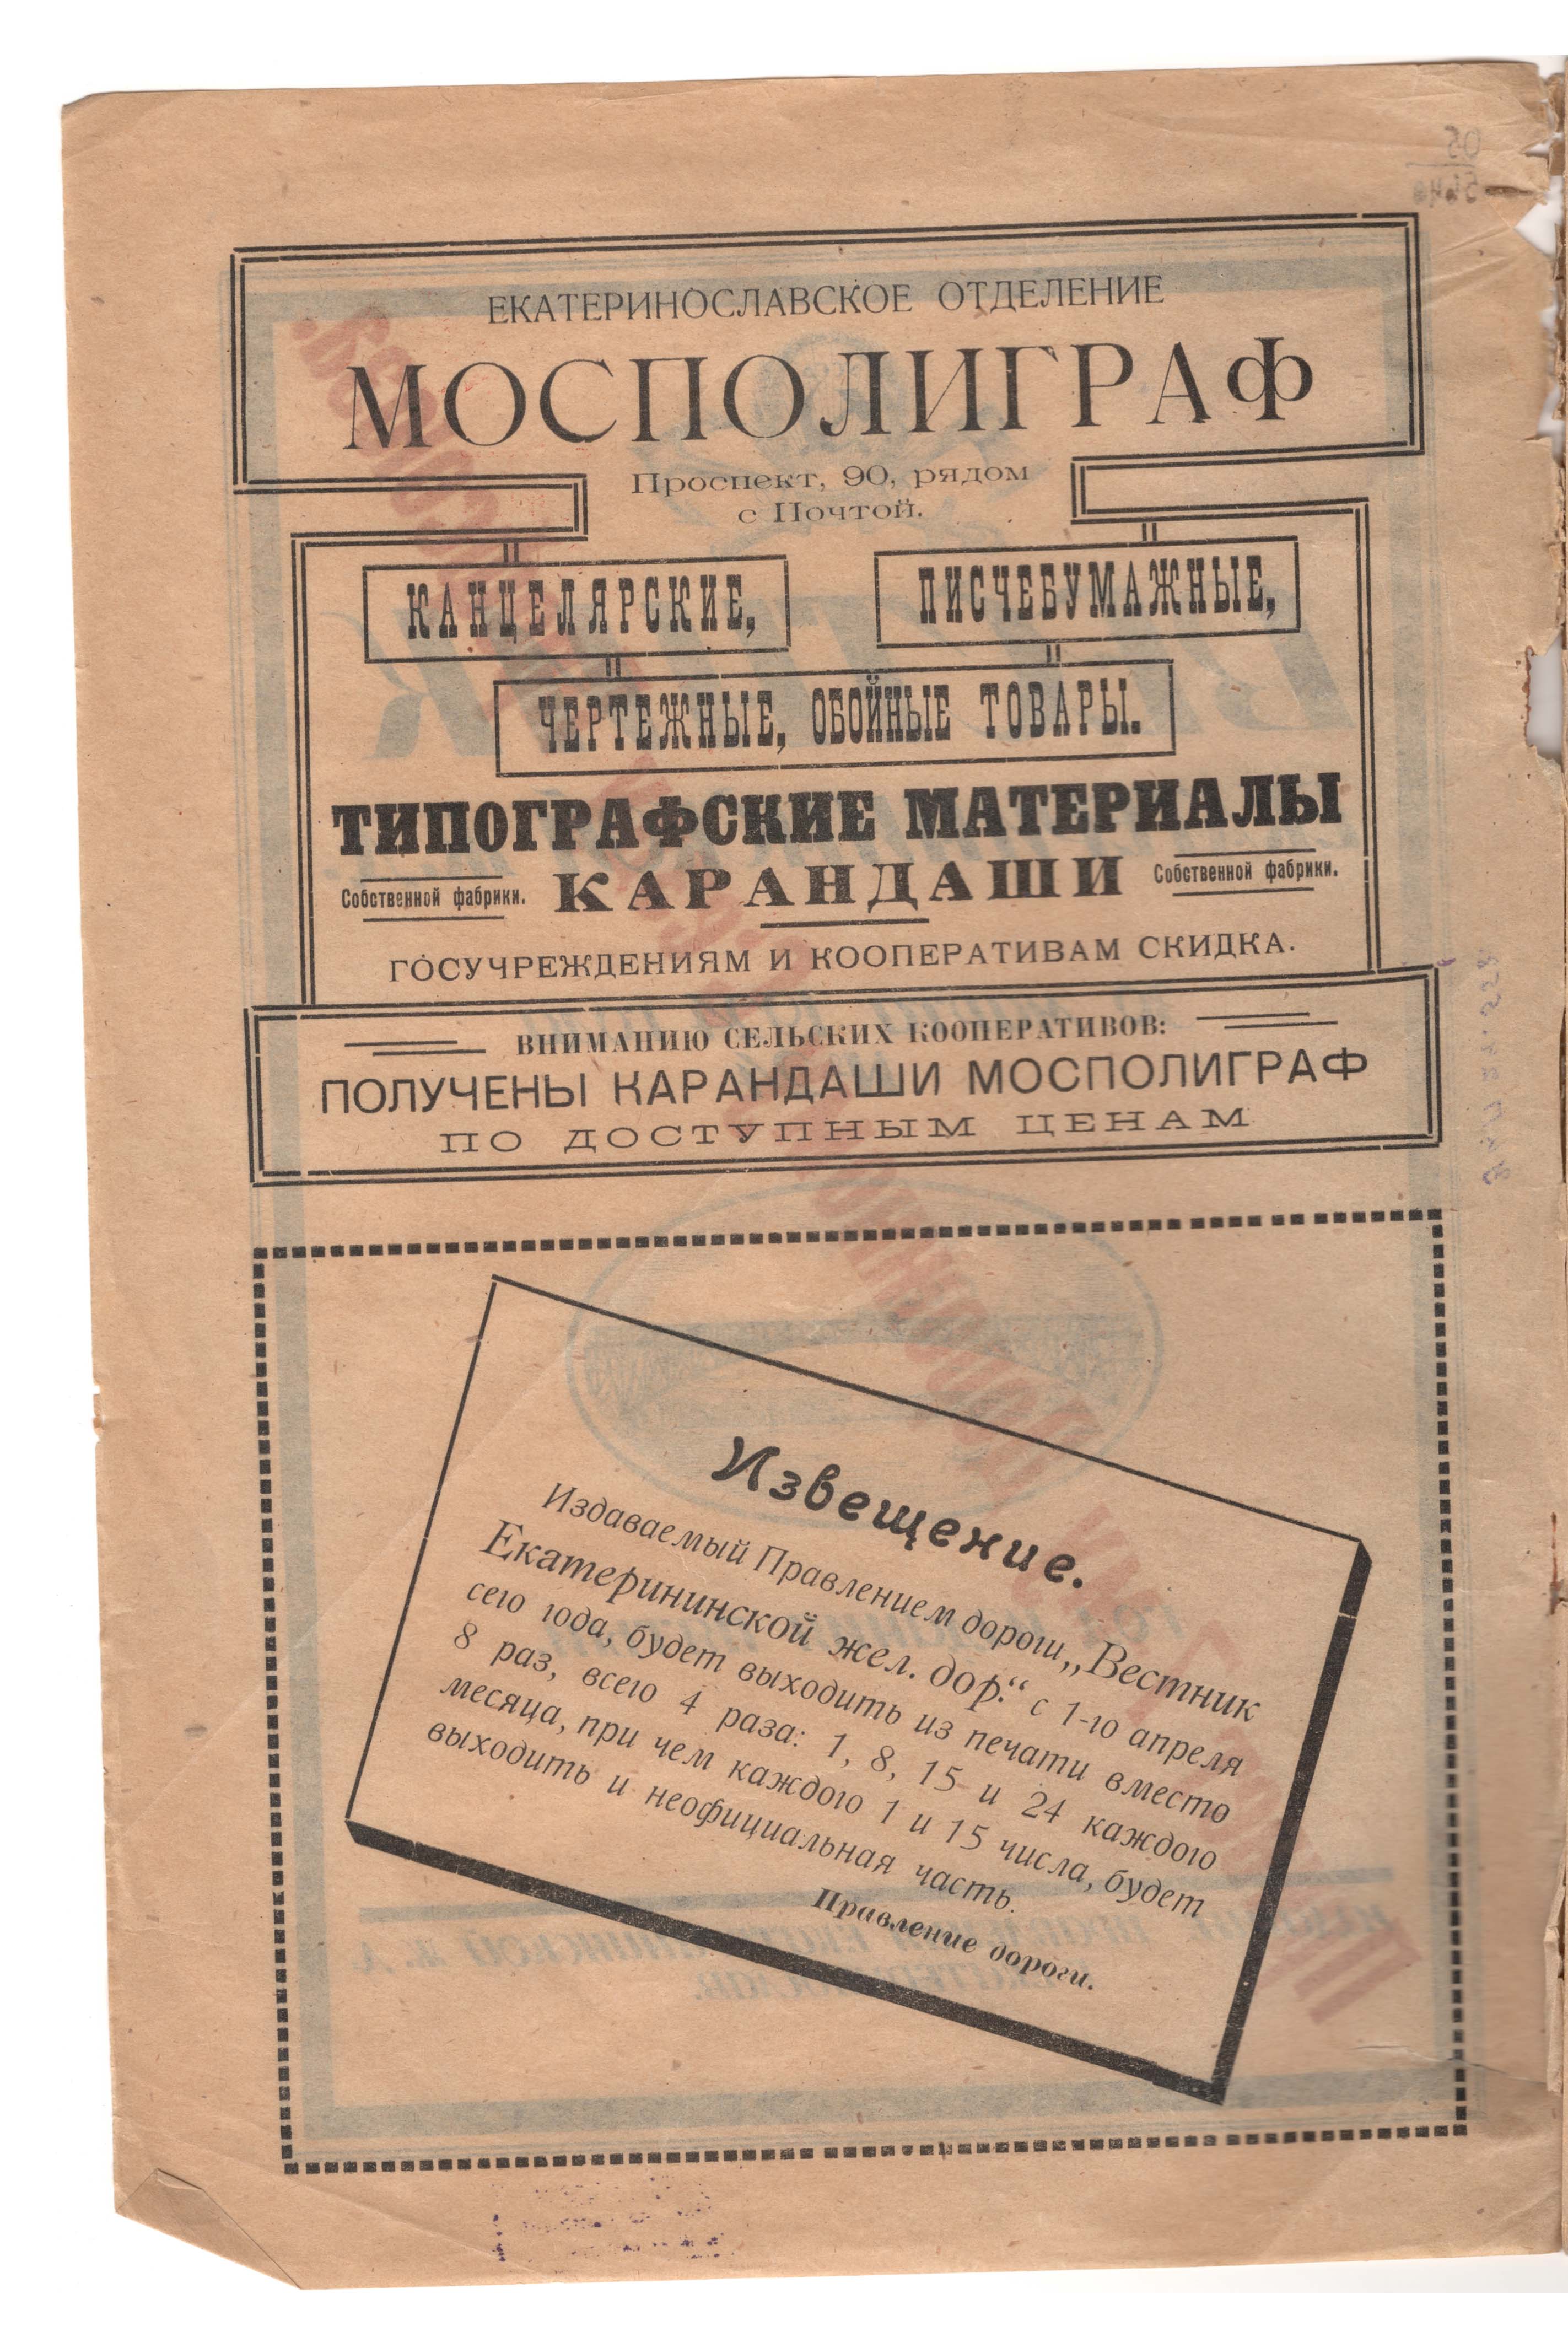 ЕКАТЕРИНОСЛАВСКОЕ ОТДЕЛЕНИЕ
МОСПОЛИГРАФ
Проспект, 90, рядом
с Почтой.
КАНЦЕЛЯРСКИЕ,
ПИСЧЕБУМАЖНЫЕ,
ЧЕРТЕЖНЫЕ, ОБОЙНЫЕ ТОВАРЫ.
ТИПОГРАФСКИЕ МАТЕРИАЛЫ
Собственной фабрики. КАРАНДАШИ Собственной фабрики.
ГОСУЧРЕЖДЕНИЯМ И КООПЕРАТИВАМ СКИДКА.
ВНИМАНИЮ СЕЛЬСКИХ КООПЕРАТИВОВ:
ПОЛУЧЕНЫ КАРАНДАШИ МОСПОЛИГРАФ
ПО ДОСТУПНЫМ ЦЕНАМ
Извещение.
Издаваемый Правлением дороги „Вестник
Екатерининской жел. дор.“ с 1-го апреля
сего года, будет выходить из печати вместо
8 раз, всего 4 раза: 1, 8, 15 и 24 каждого
месяца, при чем каждого 1 и 15 числа, будет
выходить и неофициальная часть.
Правление дороги.